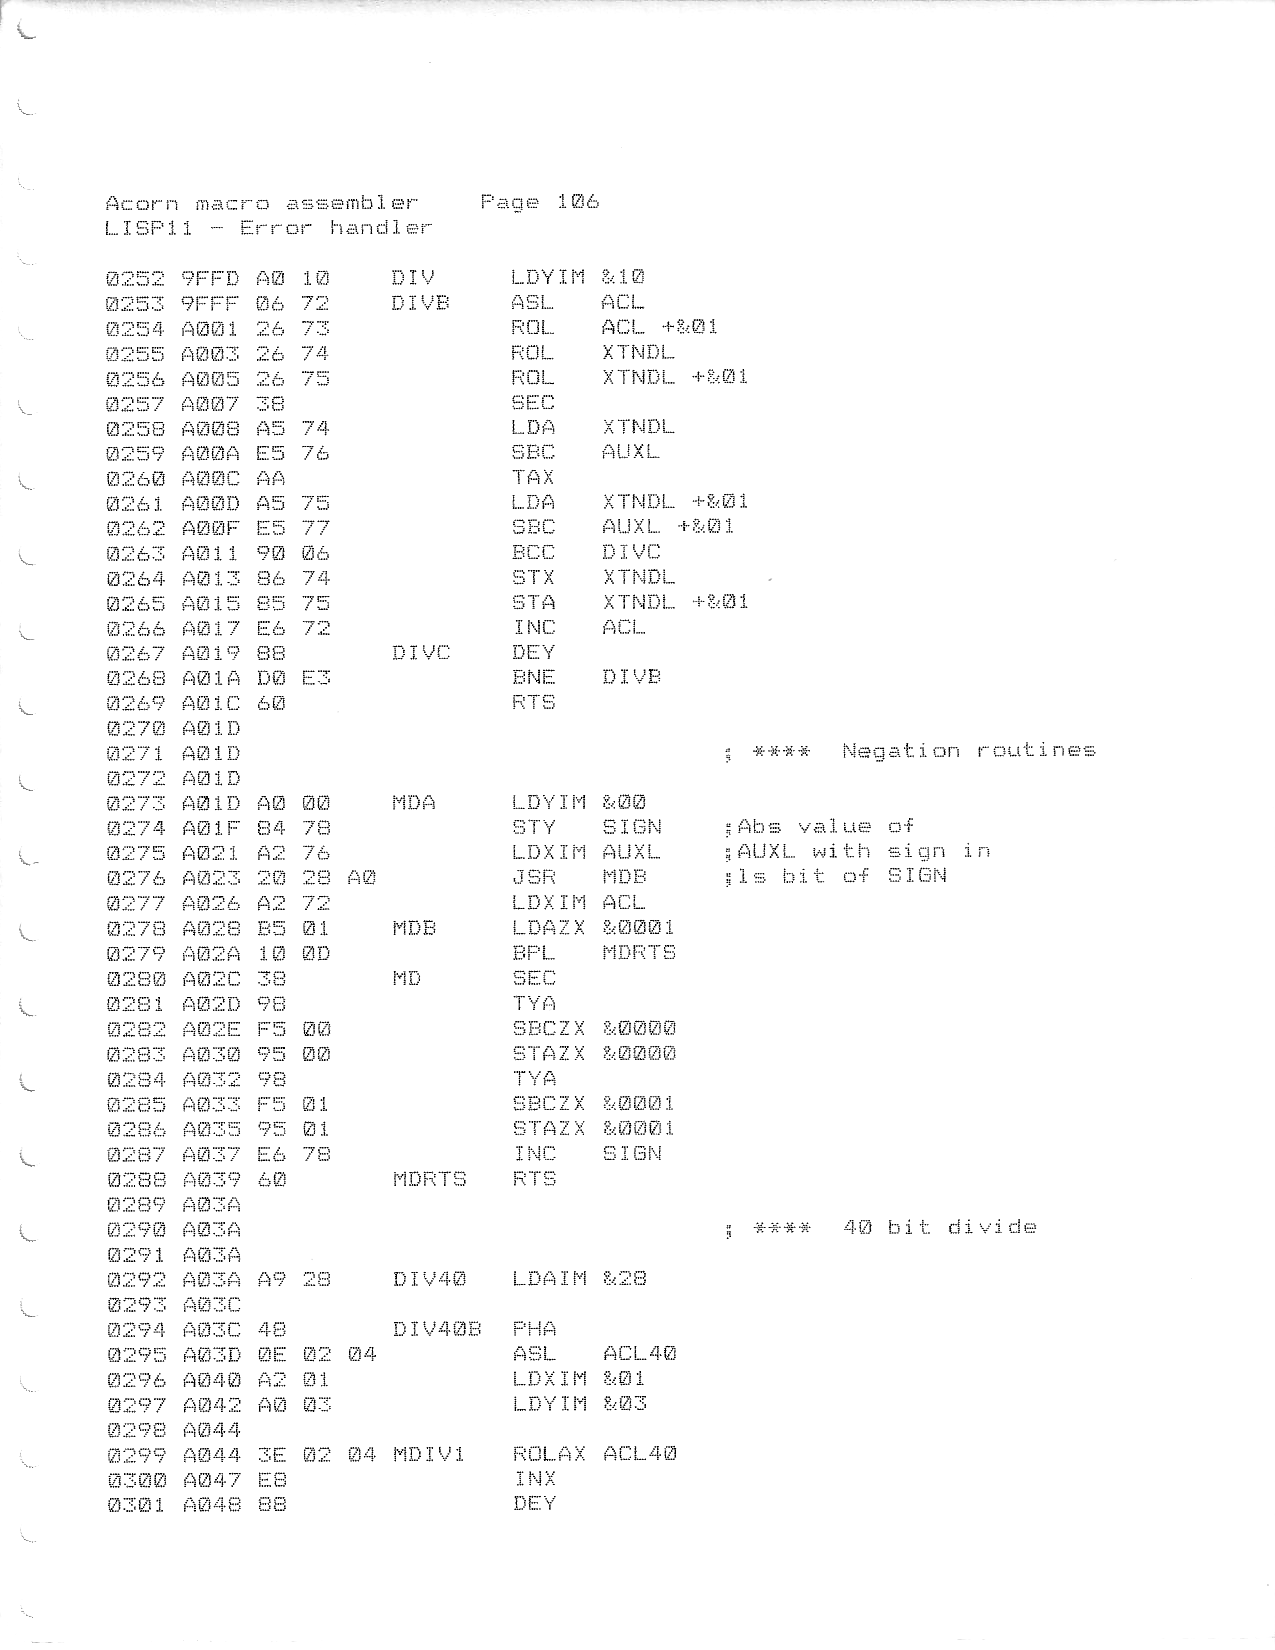 Acorn macro assembler    Page 106
LISP11 - Error handler
0252 9FFD A0 10    DIV     LDYIM &10
0253 9FFF 06 72    DIVB    ASL   ACL
0254 A001 26 73            ROL   ACL +&01
0255 A003 26 74            ROL   XTNDL
0256 A005 26 75            ROL   XTNDL +&01
0257 A007 38               SEC
0258 A008 A5 74            LDA   XTNDL
0259 A00A E5 76            SBC   AUXL
0260 A00C AA               TAX
0261 A00D A5 75            LDA   XTNDL +&01
0262 A00F E5 77            SBC   AUXL +&01
0263 A011 90 06            BCC   DIVC
0264 A013 86 74            STX   XTNDL
0265 A015 85 75            STA   XTNDL +&01
0266 A017 E6 72            INC   ACL
0267 A019 88       DIVC    DEY
0268 A01A D0 E3            BNE   DIVB
0269 A01C 60               RTS
0270 A01D
0271 A01D                                ; ****  Negation routines
0272 A01D
0273 A01D A0 00    MDA     LDYIM &00
0274 A01F 84 78            STY   SIGN    ;Abs value of
0275 A021 A2 76            LDXIM AUXL    ;AUXL with sign in
0276 A023 20 28 A0         JSR   MDB     ;ls bit of SIGN
0277 A026 A2 72            LDXIM ACL
0278 A028 B5 01    MDB     LDAZX &0001
0279 A02A 10 0D            BPL   MDRTS
0280 A02C 38       MD      SEC
0281 A02D 98               TYA
0282 A02E F5 00            SBCZX &0000
0283 A030 95 00            STAZX &0000
0284 A032 98               TYA
0285 A033 F5 01            SBCZX &0001
0286 A035 95 01            STAZX &0001
0287 A037 E6 78            INC   SIGN
0288 A039 60       MDRTS   RTS
0289 A03A
0290 A03A                                ; ****  40 bit divide
0291 A03A
0292 A03A A9 28    DIV40   LDAIM &28
0293 A03C
0294 A03C 48       DIV40B  PHA
0295 A03D 0E 02 04         ASL   ACL40
0296 A040 A2 01            LDXIM &01
0297 A042 A0 03            LDYIM &03
0298 A044
0299 A044 3E 02 04 MDIV1   ROLAX ACL40
0300 A047 E8               INX
0301 A048 88               DEY